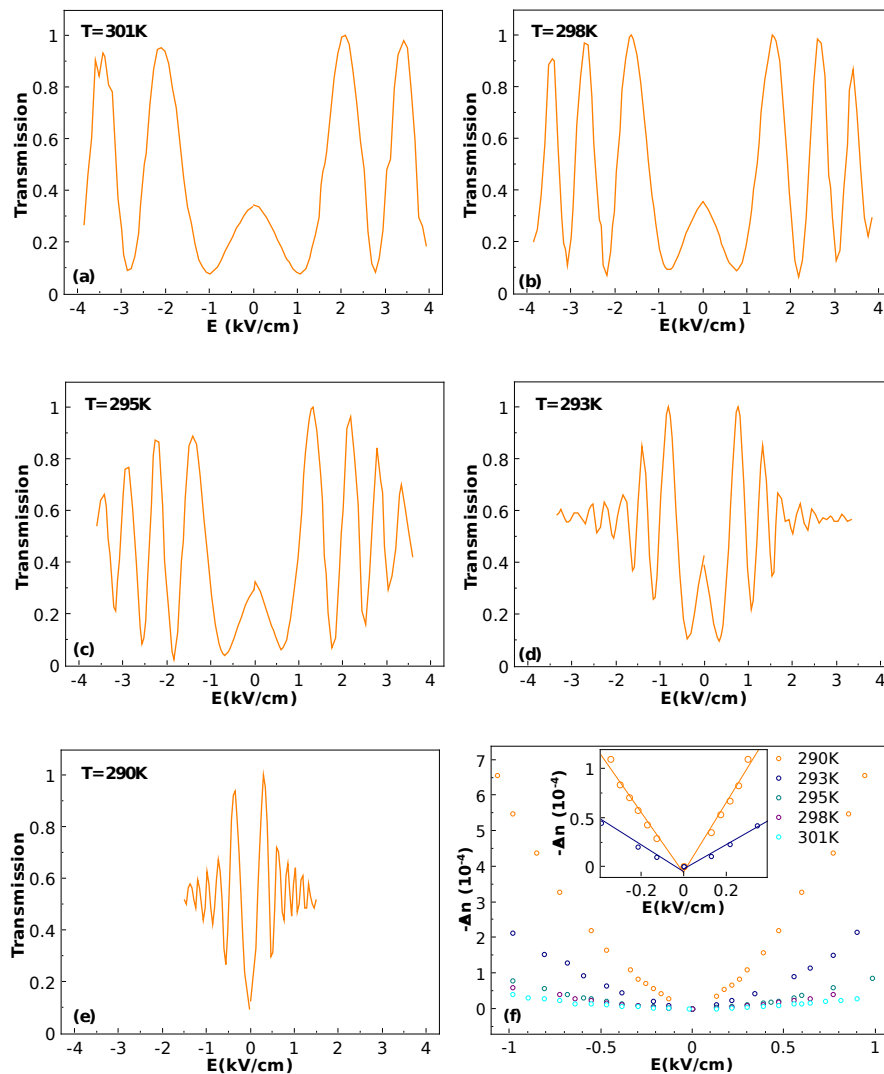 T=301K
Transmission
1
0.8
0.6
0.4
0.2
0
(a)
-4 -3 -2 -1 0 1 2 3 4
E (kV/cm)
T=298K
Transmission
1
0.8
0.6
0.4
0.2
0
(b)
-4 -3 -2 -1 0 1 2 3 4
E(kV/cm)
T=295K
Transmission
1
0.8
0.6
0.4
0.2
0
(c)
-4 -3 -2 -1 0 1 2 3 4
E(kV/cm)
T=293K
Transmission
1
0.8
0.6
0.4
0.2
0
(d)
-4 -3 -2 -1 0 1 2 3 4
E(kV/cm)
T=290K
Transmission
1
0.8
0.6
0.4
0.2
0
(e)
-4 -3 -2 -1 0 1 2 3 4
E(kV/cm)
-Δn (10⁻⁴)
7
6
5
4
3
2
1
0
-Δn (10⁻⁴)
1
0.5
0
-0.2 0 0.2
E(kV/cm)
290K
293K
295K
298K
301K
(f)
-1 -0.5 0 0.5 1
E(kV/cm)